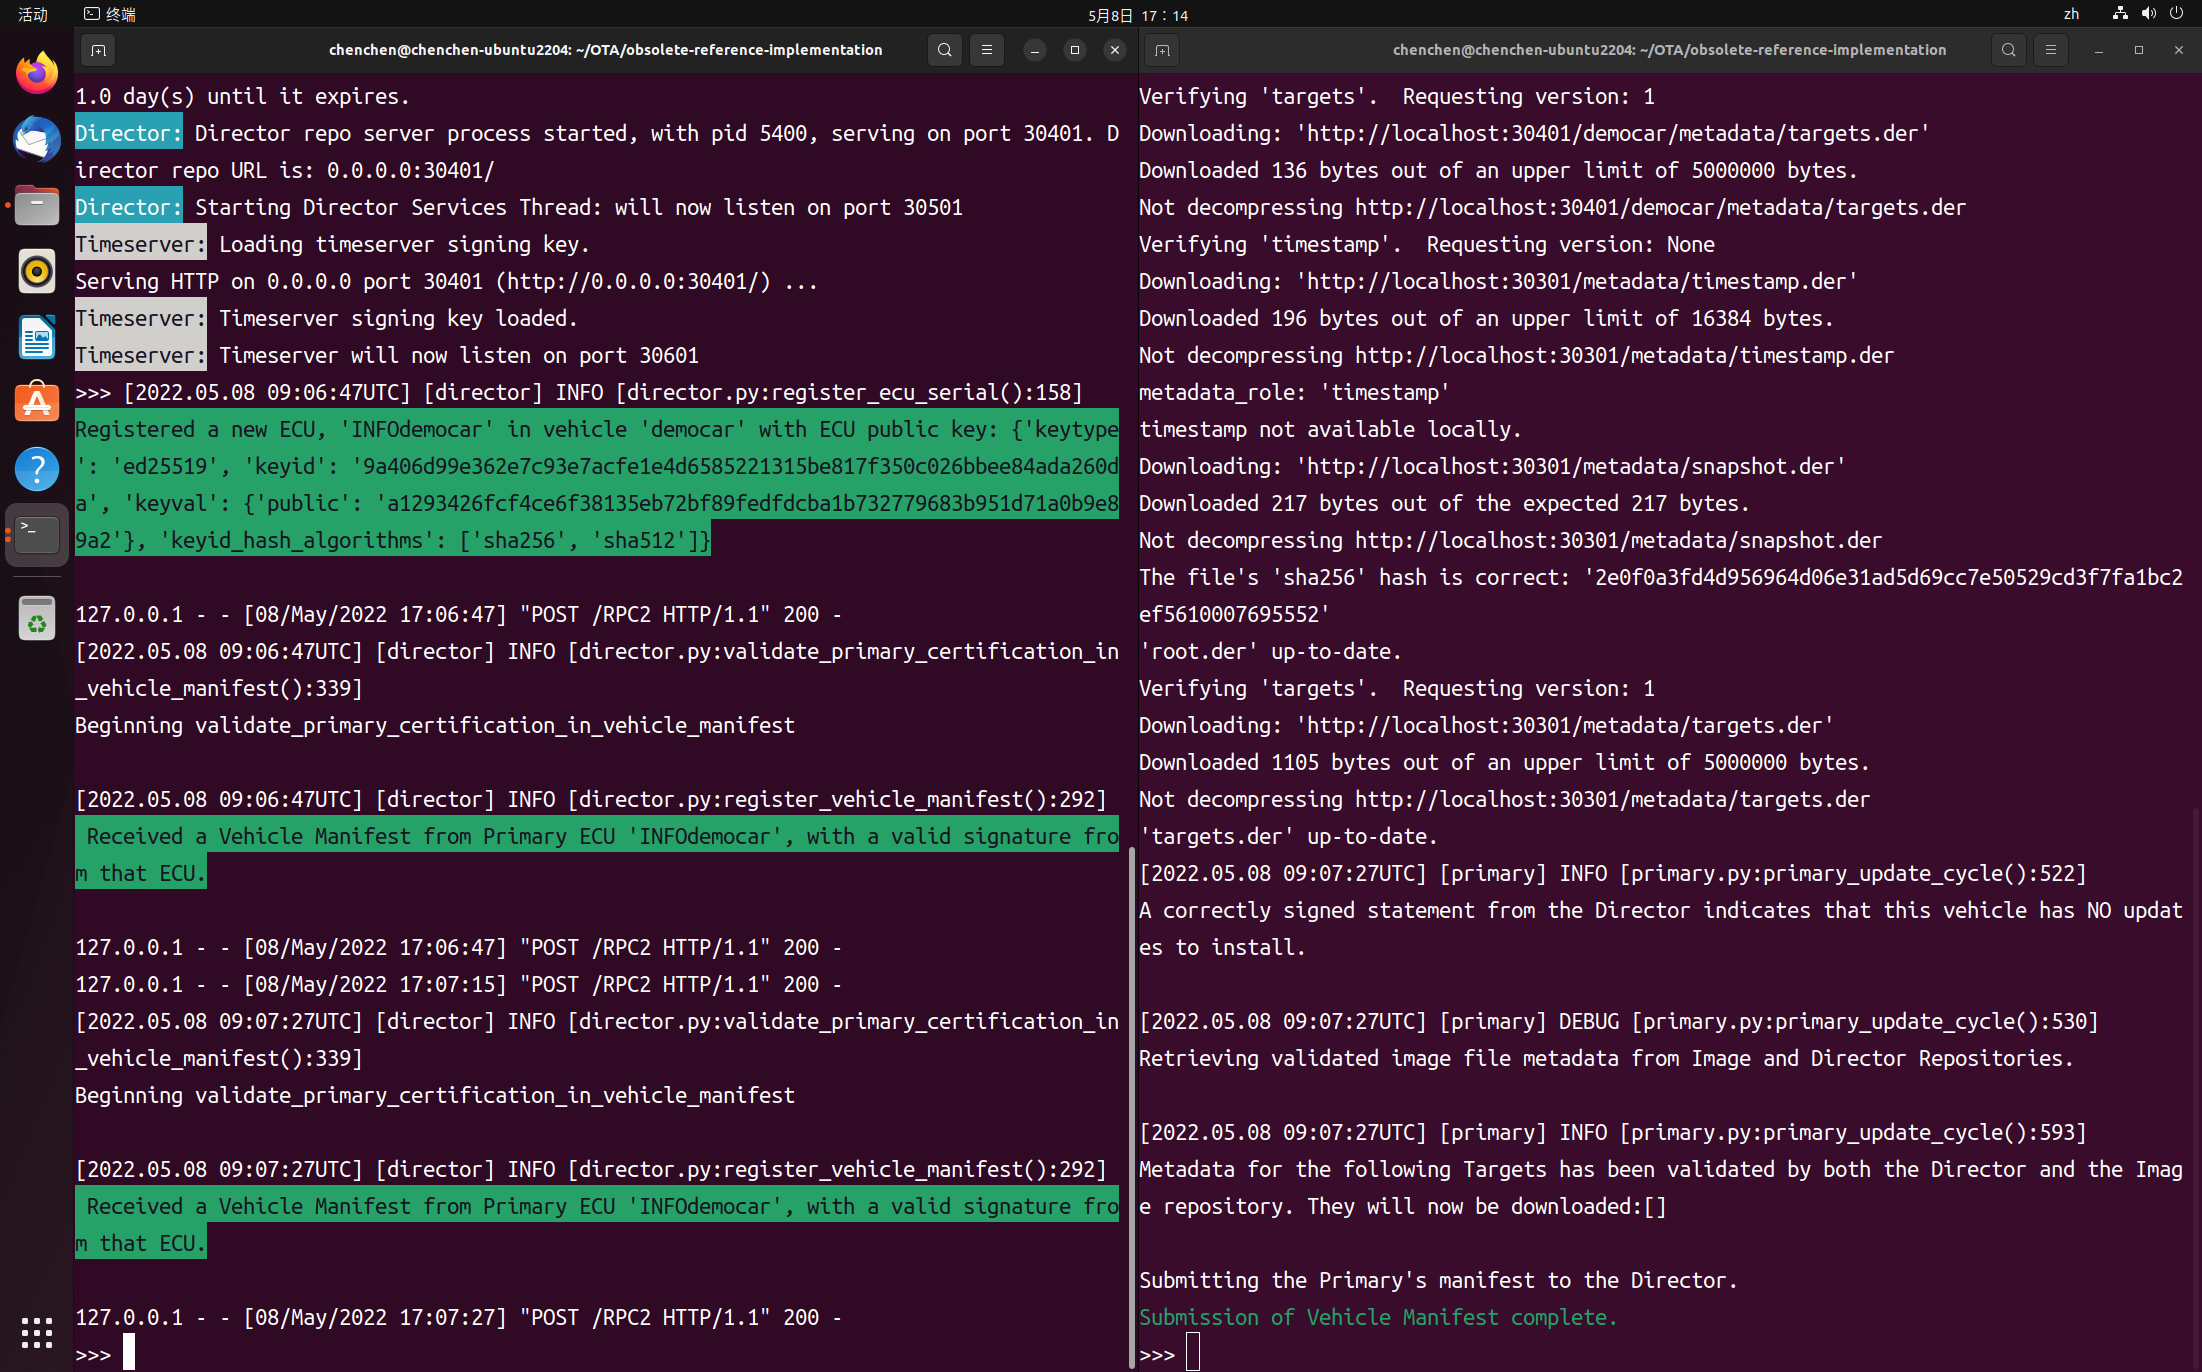 活动
终端
5月8日 17：14
zh
chenchen@chenchen-ubuntu2204: ~/OTA/obsolete-reference-implementation
1.0 day(s) until it expires.
Director: Director repo server process started, with pid 5400, serving on port 30401. D
irector repo URL is: 0.0.0.0:30401/
Director: Starting Director Services Thread: will now listen on port 30501
Timeserver: Loading timeserver signing key.
Serving HTTP on 0.0.0.0 port 30401 (http://0.0.0.0:30401/) ...
Timeserver: Timeserver signing key loaded.
Timeserver: Timeserver will now listen on port 30601
>>> [2022.05.08 09:06:47UTC] [director] INFO [director.py:register_ecu_serial():158]
Registered a new ECU, 'INFOdemocar' in vehicle 'democar' with ECU public key: {'keytype
': 'ed25519', 'keyid': '9a406d99e362e7c93e7acfe1e4d6585221315be817f350c026bbee84ada260d
a', 'keyval': {'public': 'a1293426fcf4ce6f38135eb72bf89fedfdcba1b732779683b951d71a0b9e8
9a2'}, 'keyid_hash_algorithms': ['sha256', 'sha512']}
127.0.0.1 - - [08/May/2022 17:06:47] "POST /RPC2 HTTP/1.1" 200 -
[2022.05.08 09:06:47UTC] [director] INFO [director.py:validate_primary_certification_in
_vehicle_manifest():339]
Beginning validate_primary_certification_in_vehicle_manifest
[2022.05.08 09:06:47UTC] [director] INFO [director.py:register_vehicle_manifest():292]
Received a Vehicle Manifest from Primary ECU 'INFOdemocar', with a valid signature fro
m that ECU.
127.0.0.1 - - [08/May/2022 17:06:47] "POST /RPC2 HTTP/1.1" 200 -
127.0.0.1 - - [08/May/2022 17:07:15] "POST /RPC2 HTTP/1.1" 200 -
[2022.05.08 09:07:27UTC] [director] INFO [director.py:validate_primary_certification_in
_vehicle_manifest():339]
Beginning validate_primary_certification_in_vehicle_manifest
[2022.05.08 09:07:27UTC] [director] INFO [director.py:register_vehicle_manifest():292]
Received a Vehicle Manifest from Primary ECU 'INFOdemocar', with a valid signature fro
m that ECU.
127.0.0.1 - - [08/May/2022 17:07:27] "POST /RPC2 HTTP/1.1" 200 -
>>>
chenchen@chenchen-ubuntu2204: ~/OTA/obsolete-reference-implementation
Verifying 'targets'.  Requesting version: 1
Downloading: 'http://localhost:30401/democar/metadata/targets.der'
Downloaded 136 bytes out of an upper limit of 5000000 bytes.
Not decompressing http://localhost:30401/democar/metadata/targets.der
Verifying 'timestamp'.  Requesting version: None
Downloading: 'http://localhost:30301/metadata/timestamp.der'
Downloaded 196 bytes out of an upper limit of 16384 bytes.
Not decompressing http://localhost:30301/metadata/timestamp.der
metadata_role: 'timestamp'
timestamp not available locally.
Downloading: 'http://localhost:30301/metadata/snapshot.der'
Downloaded 217 bytes out of the expected 217 bytes.
Not decompressing http://localhost:30301/metadata/snapshot.der
The file's 'sha256' hash is correct: '2e0f0a3fd4d956964d06e31ad5d69cc7e50529cd3f7fa1bc2
ef5610007695552'
'root.der' up-to-date.
Verifying 'targets'.  Requesting version: 1
Downloading: 'http://localhost:30301/metadata/targets.der'
Downloaded 1105 bytes out of an upper limit of 5000000 bytes.
Not decompressing http://localhost:30301/metadata/targets.der
'targets.der' up-to-date.
[2022.05.08 09:07:27UTC] [primary] INFO [primary.py:primary_update_cycle():522]
A correctly signed statement from the Director indicates that this vehicle has NO updat
es to install.
[2022.05.08 09:07:27UTC] [primary] DEBUG [primary.py:primary_update_cycle():530]
Retrieving validated image file metadata from Image and Director Repositories.
[2022.05.08 09:07:27UTC] [primary] INFO [primary.py:primary_update_cycle():593]
Metadata for the following Targets has been validated by both the Director and the Imag
e repository. They will now be downloaded:[]
Submitting the Primary's manifest to the Director.
Submission of Vehicle Manifest complete.
>>>